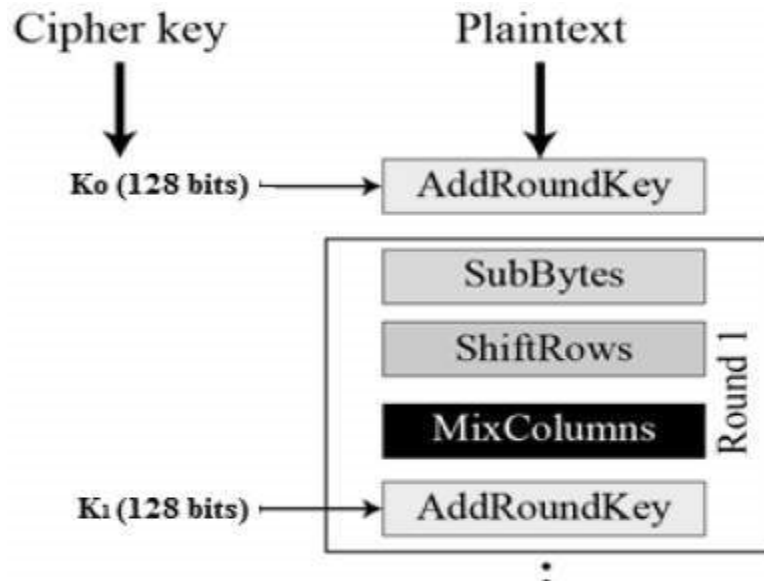 Cipher key
Plaintext
K0 (128 bits)
AddRoundKey
SubBytes
ShiftRows
MixColumns
Round 1
K1 (128 bits)
AddRoundKey